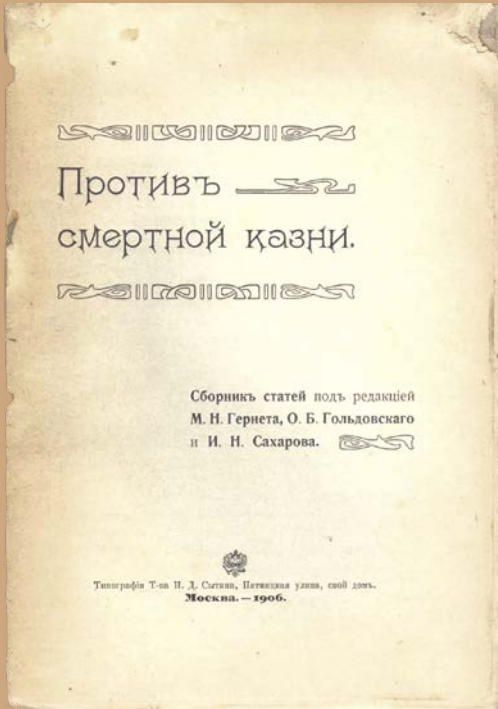 Противъ
смертной казни.
Сборникъ статей подъ редакціей
М. Н. Гернета, О. Б. Гольдовскаго
и И. Н. Сахарова.
Типографія Т-ва И. Д. Сытина, Пятницкая улица, свой домъ.
Москва.—1906.